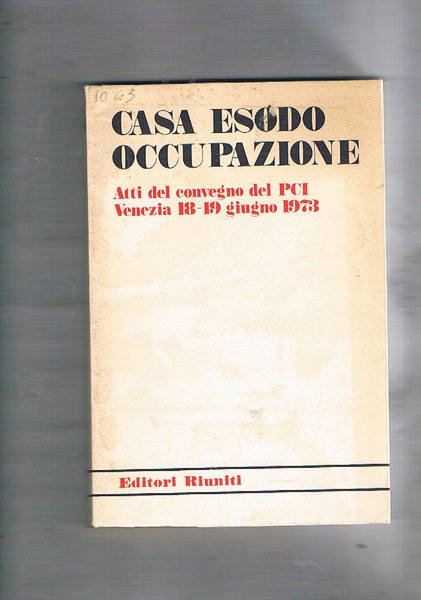 10 43
CASA ESODO
OCCUPAZIONE
Atti del convegno del PCI
Venezia 18-19 giugno 1973
Editori Riuniti